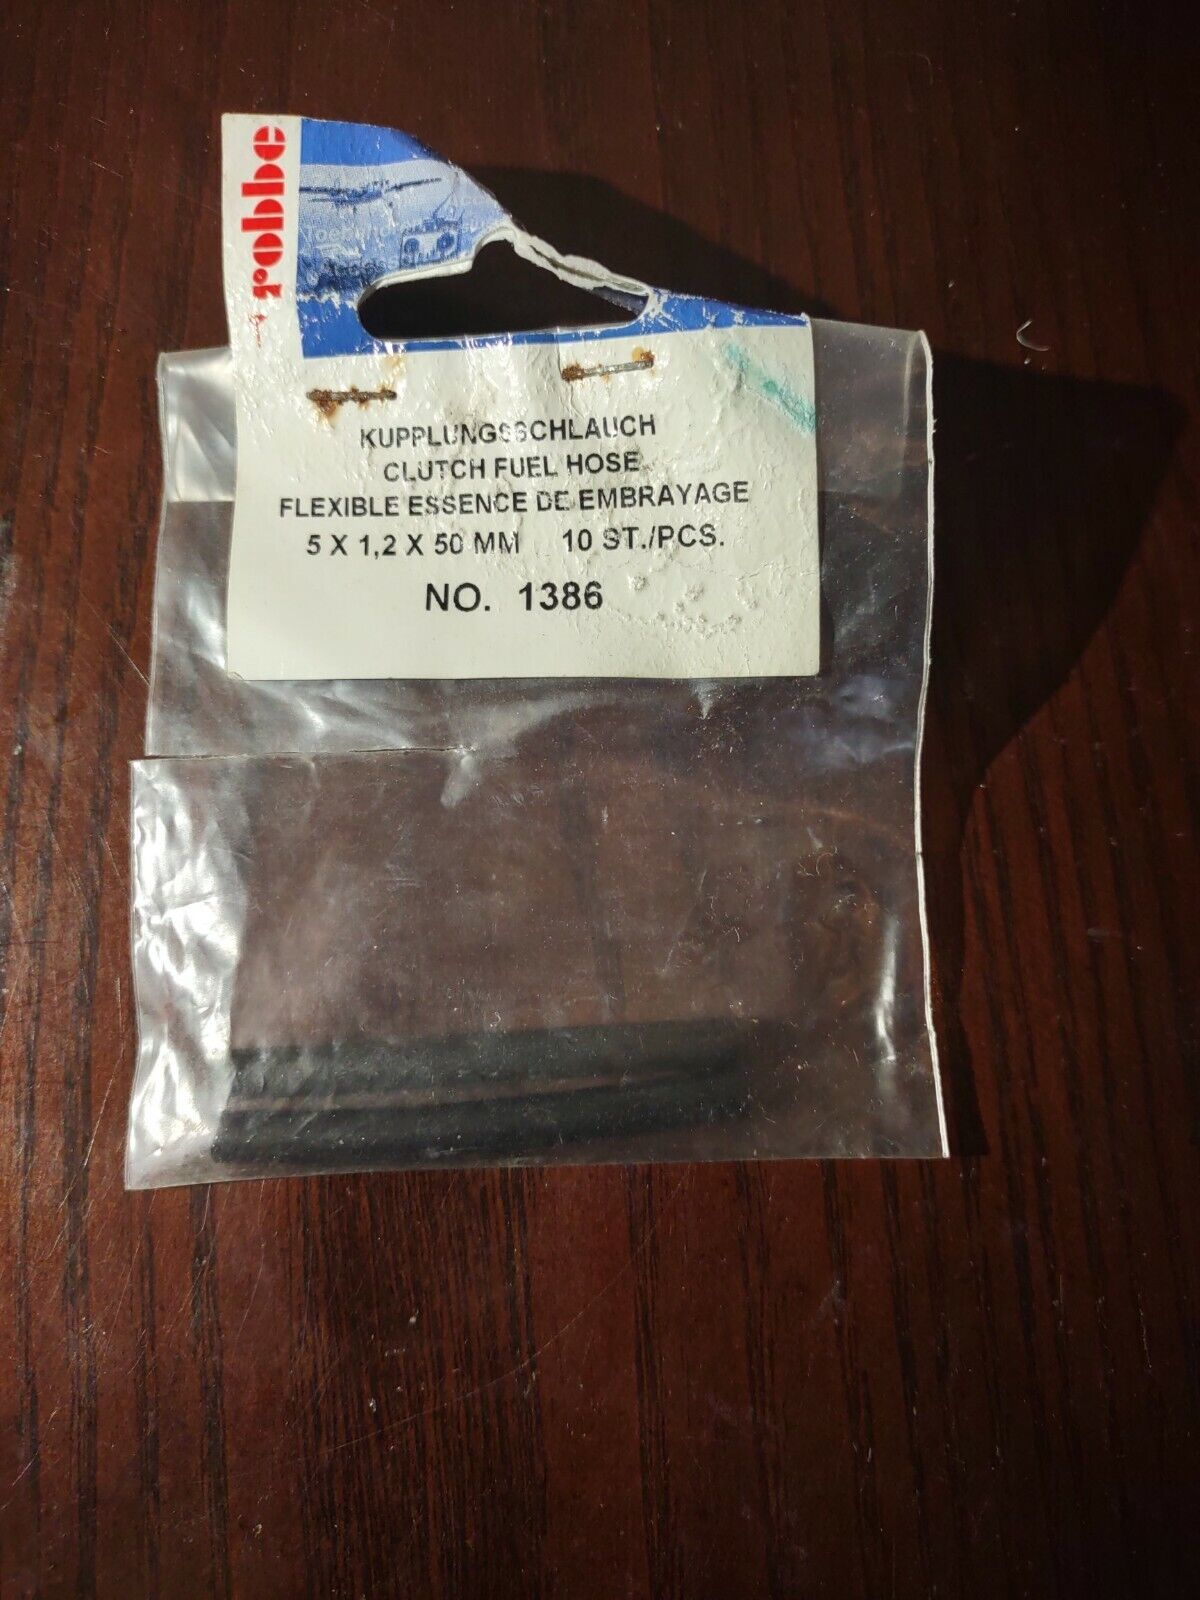 robbe
KUPPLUNGSSCHLAUCH
CLUTCH FUEL HOSE
FLEXIBLE ESSENCE DE EMBRAYAGE
5 X 1,2 X 50 MM 10 ST./PCS.
NO. 1386